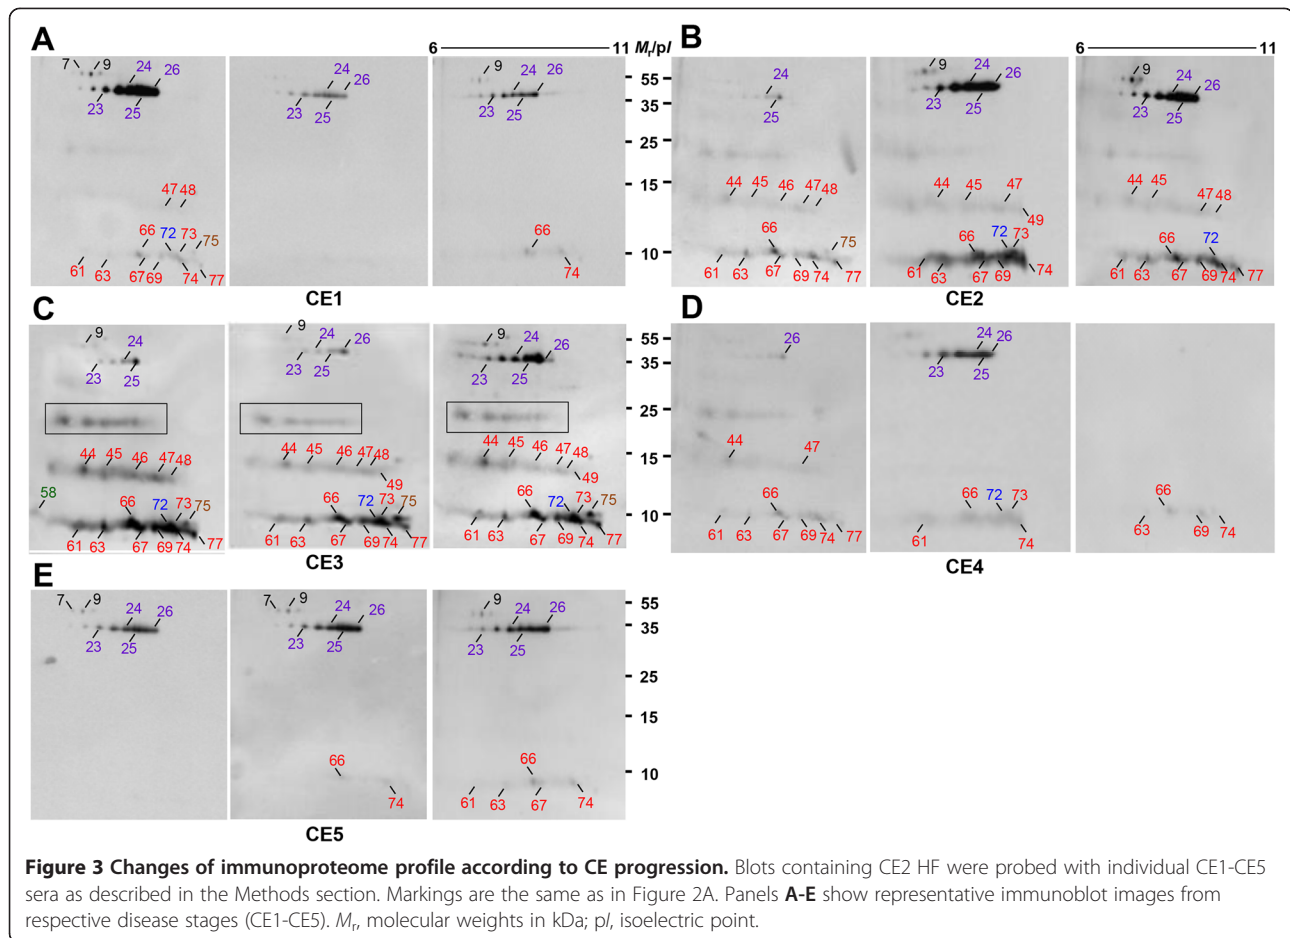 A
6 11 Mr/pI
B
6 11
7 9 24 26
23 25
47 48
66 72 73 75
61 63 67 69 74 77
24 26
25
9 24 26
23 25
66
74
55
35
25
15
10
24
25
44 45 46 47 48
66 75
61 63 67 69 74 77
9 24 26
23 25
44 45 47
49
66 72 73
61 63 67 69 74
9 24 26
23 25
44 45 47 48
66 72
61 63 67 69 74 77
CE1
CE2
C
D
9 24
23 25
44 45 46 47 48
58
66 72 73 75
61 63 67 69 74 77
9 24 26
23 25
44 45 46 47 48
49
66 72 73 75
61 63 67 69 74 77
9 24 26
23 25
44 45 46 47 48
49
66 72 73 75
61 63 67 69 74 77
55
35
25
15
10
26
44 47
66
61 63 67 69 74 77
24 26
23 25
66 72 73
61 74
66
63 69 74
CE3
CE4
E
7 9 24 26
23 25
7 9 24 26
23 25
66
74
9 24 26
23 25
66
61 63 67 74
55
35
25
15
10
CE5
Figure 3 Changes of immunoproteome profile according to CE progression. Blots containing CE2 HF were probed with individual CE1-CE5
sera as described in the Methods section. Markings are the same as in Figure 2A. Panels A-E show representative immunoblot images from
respective disease stages (CE1-CE5). Mr, molecular weights in kDa; pI, isoelectric point.